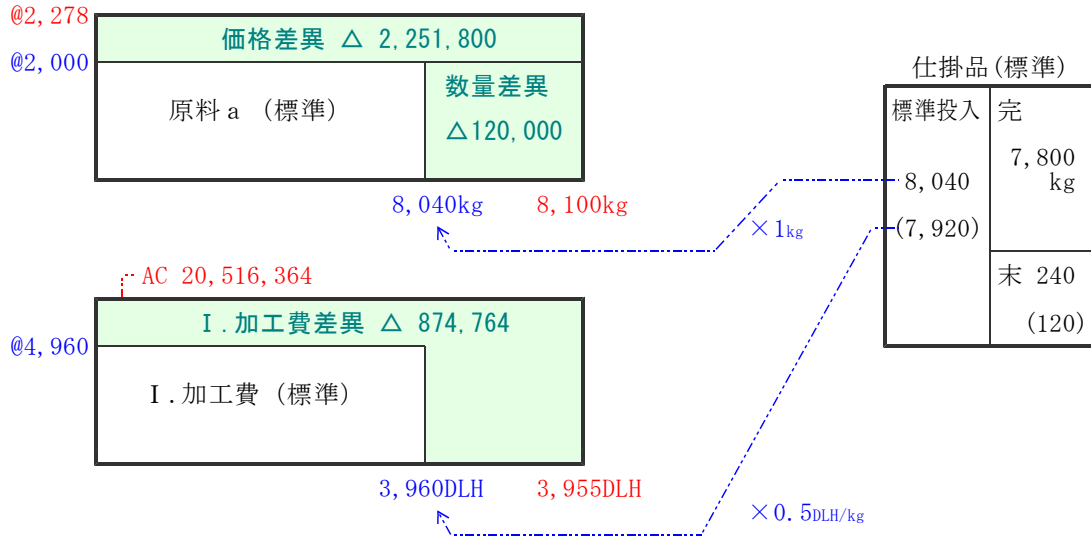 @2,278
価格差異 △ 2,251,800
@2,000
原料a (標準)
数量差異
△120,000
8,040kg
8,100kg
仕掛品(標準)
標準投入
完
7,800
kg
8,040
(7,920)
末 240
(120)
×1kg
AC 20,516,364
Ⅰ.加工費差異 △ 874,764
@4,960
Ⅰ.加工費 (標準)
3,960DLH
3,955DLH
×0.5DLH/kg